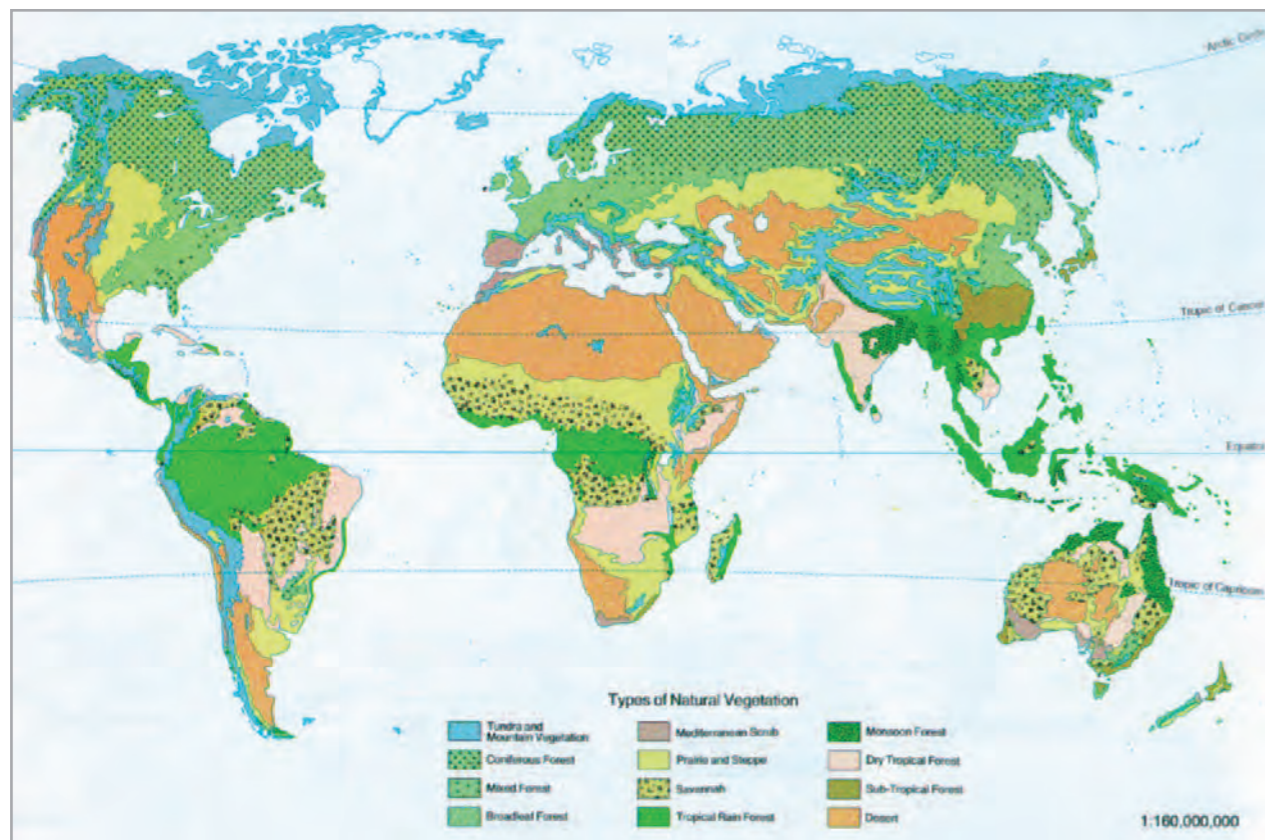 Arctic Circle
Tropic of Cancer
Equator
Tropic of Capricorn
Types of Natural Vegetation
Tundra and
Mountain Vegetation
Coniferous Forest
Mixed Forest
Broadleaf Forest
Mediterranean Scrub
Prairie and Steppe
Savannah
Tropical Rain Forest
Monsoon Forest
Dry Tropical Forest
Sub-Tropical Forest
Desert
1:160,000,000